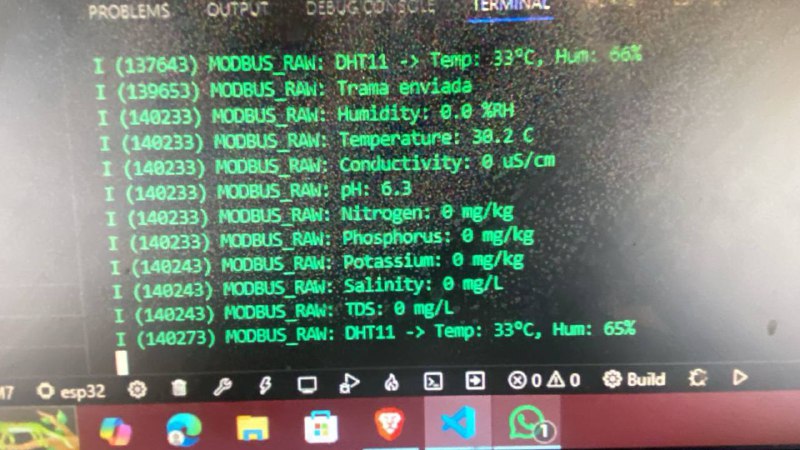 PROBLEMS OUTPUT DEBUG CONSOLE TERMINAL
I (137643) MODBUS_RAW: DHT11 -> Temp: 33°C, Hum: 66%
I (139653) MODBUS_RAW: Trama enviada
I (140233) MODBUS_RAW: Humidity: 0.0 %RH
I (140233) MODBUS_RAW: Temperature: 30.2 C
I (140233) MODBUS_RAW: Conductivity: 0 uS/cm
I (140233) MODBUS_RAW: pH: 6.3
I (140233) MODBUS_RAW: Nitrogen: 0 mg/kg
I (140233) MODBUS_RAW: Phosphorus: 0 mg/kg
I (140243) MODBUS_RAW: Potassium: 0 mg/kg
I (140243) MODBUS_RAW: Salinity: 0 mg/L
I (140243) MODBUS_RAW: TDS: 0 mg/L
I (140273) MODBUS_RAW: DHT11 -> Temp: 33°C, Hum: 65%
esp32 0 0 Build
1